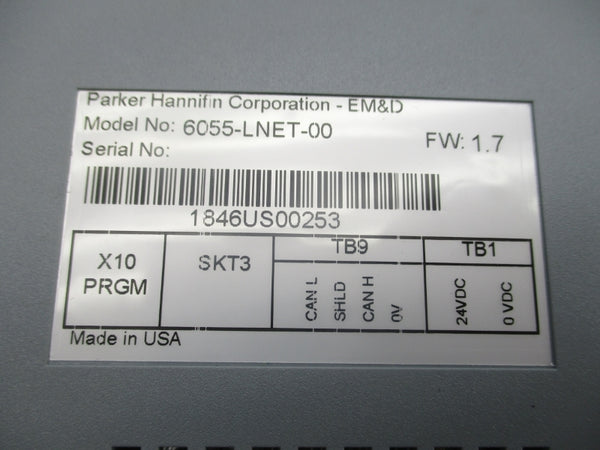 Parker Hannifin Corporation - EM&D
Model No: 6055-LNET-00
FW: 1.7
Serial No:
1846US00253
X10
PRGM
SKT3
TB9
CAN L
SHLD
CAN H
0V
TB1
24VDC
0 VDC
Made in USA